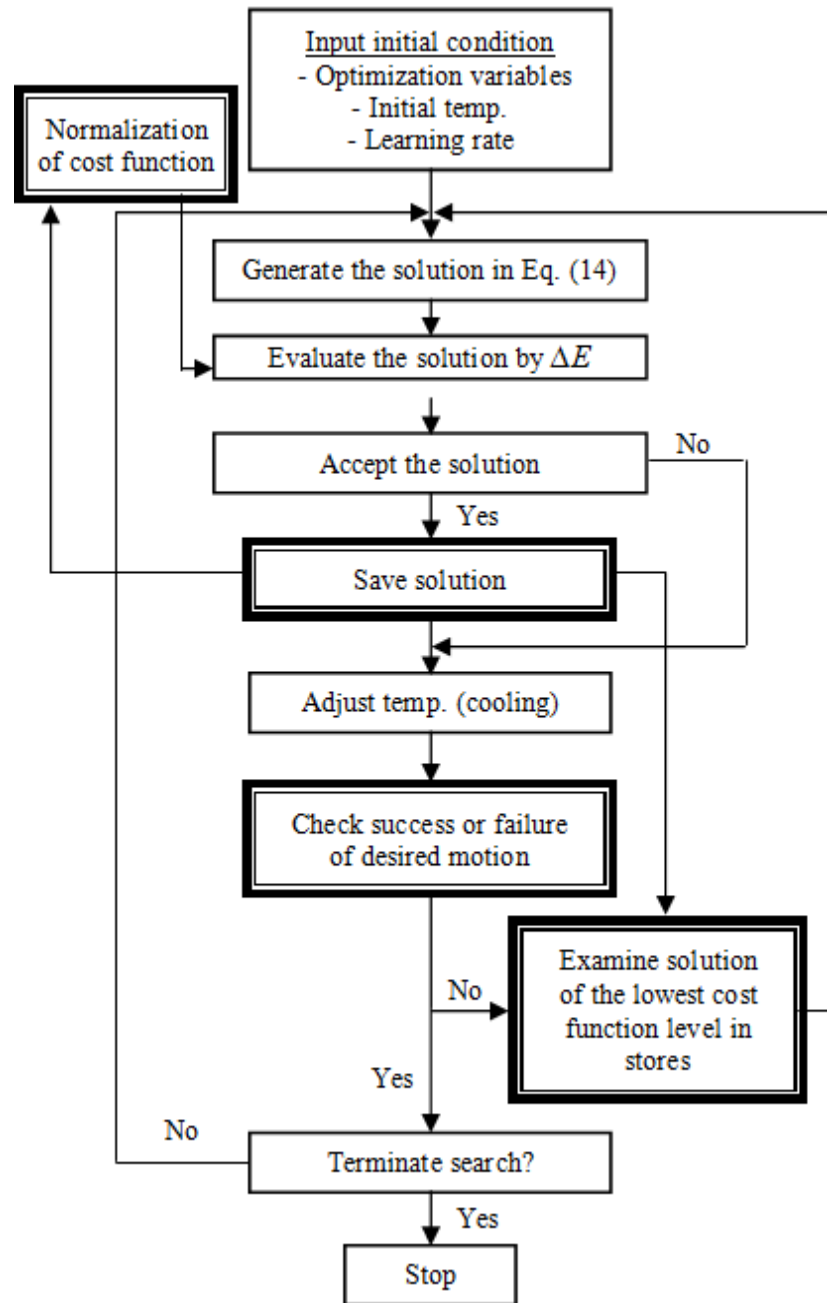 Input initial condition
- Optimization variables
- Initial temp.
- Learning rate
Normalization
of cost function
Generate the solution in Eq. (14)
Evaluate the solution by ΔE
Accept the solution
No
Yes
Save solution
Adjust temp. (cooling)
Check success or failure
of desired motion
Examine solution
of the lowest cost
function level in
stores
No
Yes
No
Terminate search?
Yes
Stop